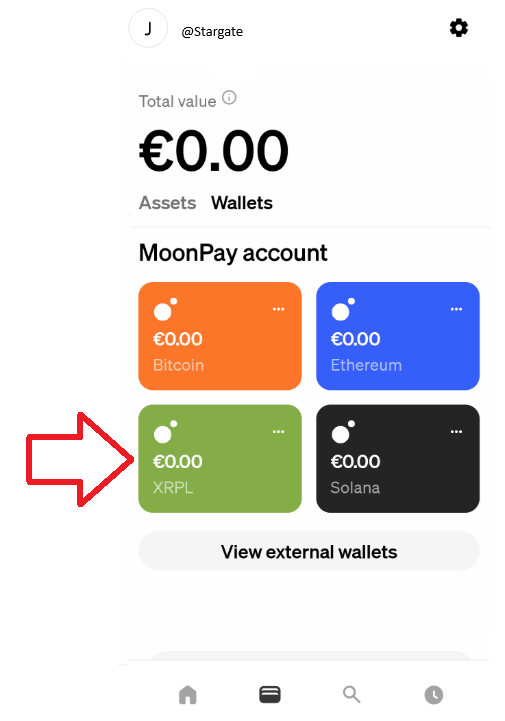 J @Stargate
Total value
€0.00
Assets Wallets
MoonPay account
€0.00 €0.00
Bitcoin Ethereum
€0.00 €0.00
XRPL Solana
View external wallets